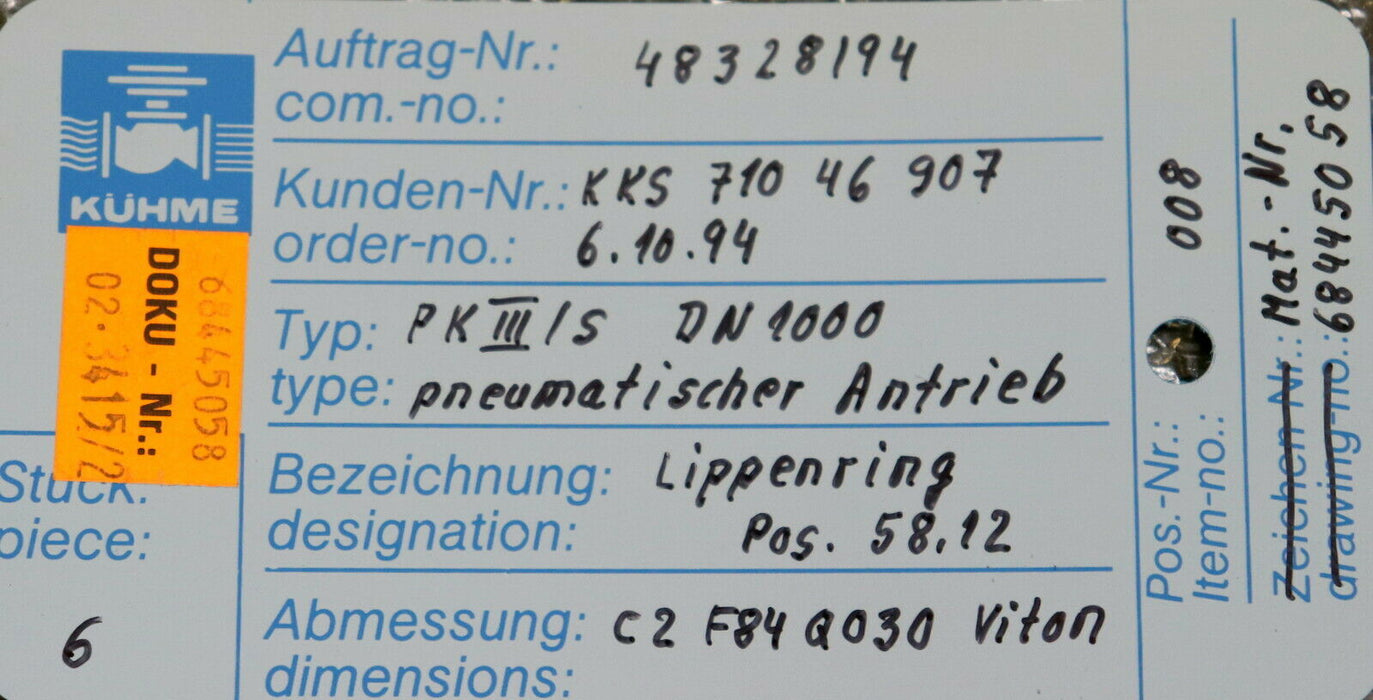 KÜHME
Auftrag-Nr.: 48328194
com.-no.:
Kunden-Nr.: KKS 710 46 907
order-no.: 6.10.94
Typ: PK III/S DN 1000
type: pneumatischer Antrieb
Bezeichnung: Lippenring
designation: Pos. 58.12
Abmessung: C2 F84 Q030 Viton
dimensions:
68445058
DOKU - Nr.:
02.3415/2
Stück:
piece:
6
Pos.-Nr.: 008
Item-no.:
Zeichen-Nr.: Mat.-Nr.
drawing-no.: 68445058